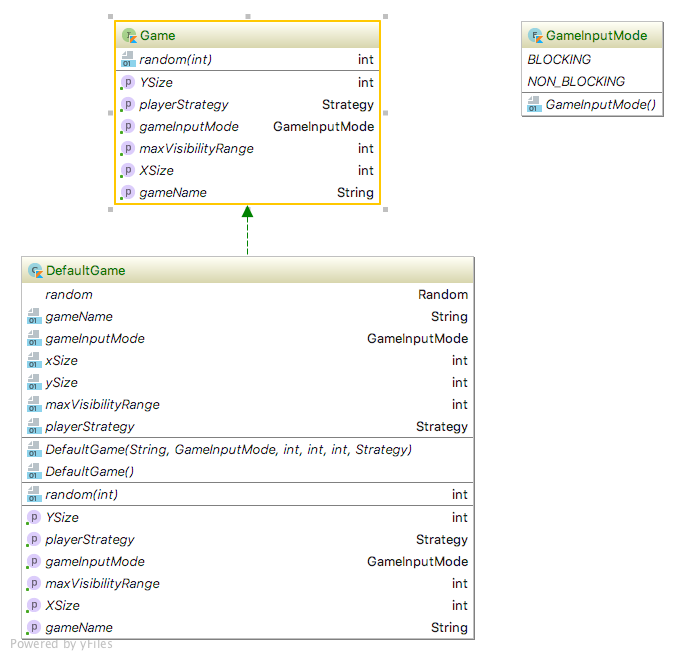 Game
random(int) int
YSize int
playerStrategy Strategy
gameInputMode GameInputMode
maxVisibilityRange int
XSize int
gameName String
GameInputMode
BLOCKING
NON_BLOCKING
GameInputMode()
DefaultGame
random Random
gameName String
gameInputMode GameInputMode
xSize int
ySize int
maxVisibilityRange int
playerStrategy Strategy
DefaultGame(String, GameInputMode, int, int, int, Strategy)
DefaultGame()
random(int) int
YSize int
playerStrategy Strategy
gameInputMode GameInputMode
maxVisibilityRange int
XSize int
gameName String
Powered by yFiles